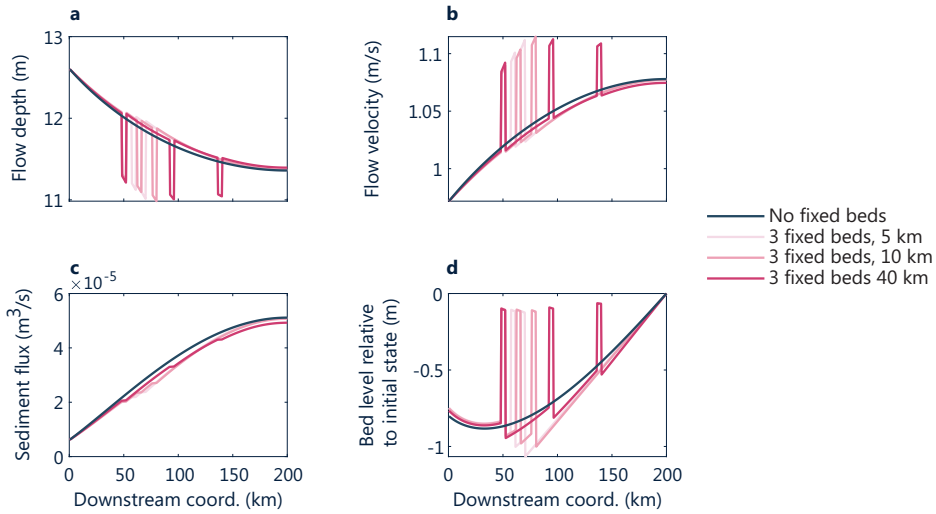 a
13
12
11
Flow depth (m)
b
1.1
1.05
1
Flow velocity (m/s)
No fixed beds
3 fixed beds, 5 km
3 fixed beds, 10 km
3 fixed beds 40 km
c
× 10⁻⁵
6
4
2
0
Sediment flux (m³/s)
0 50 100 150 200
Downstream coord. (km)
d
0
-0.5
-1
Bed level relative
to initial state (m)
0 50 100 150 200
Downstream coord. (km)